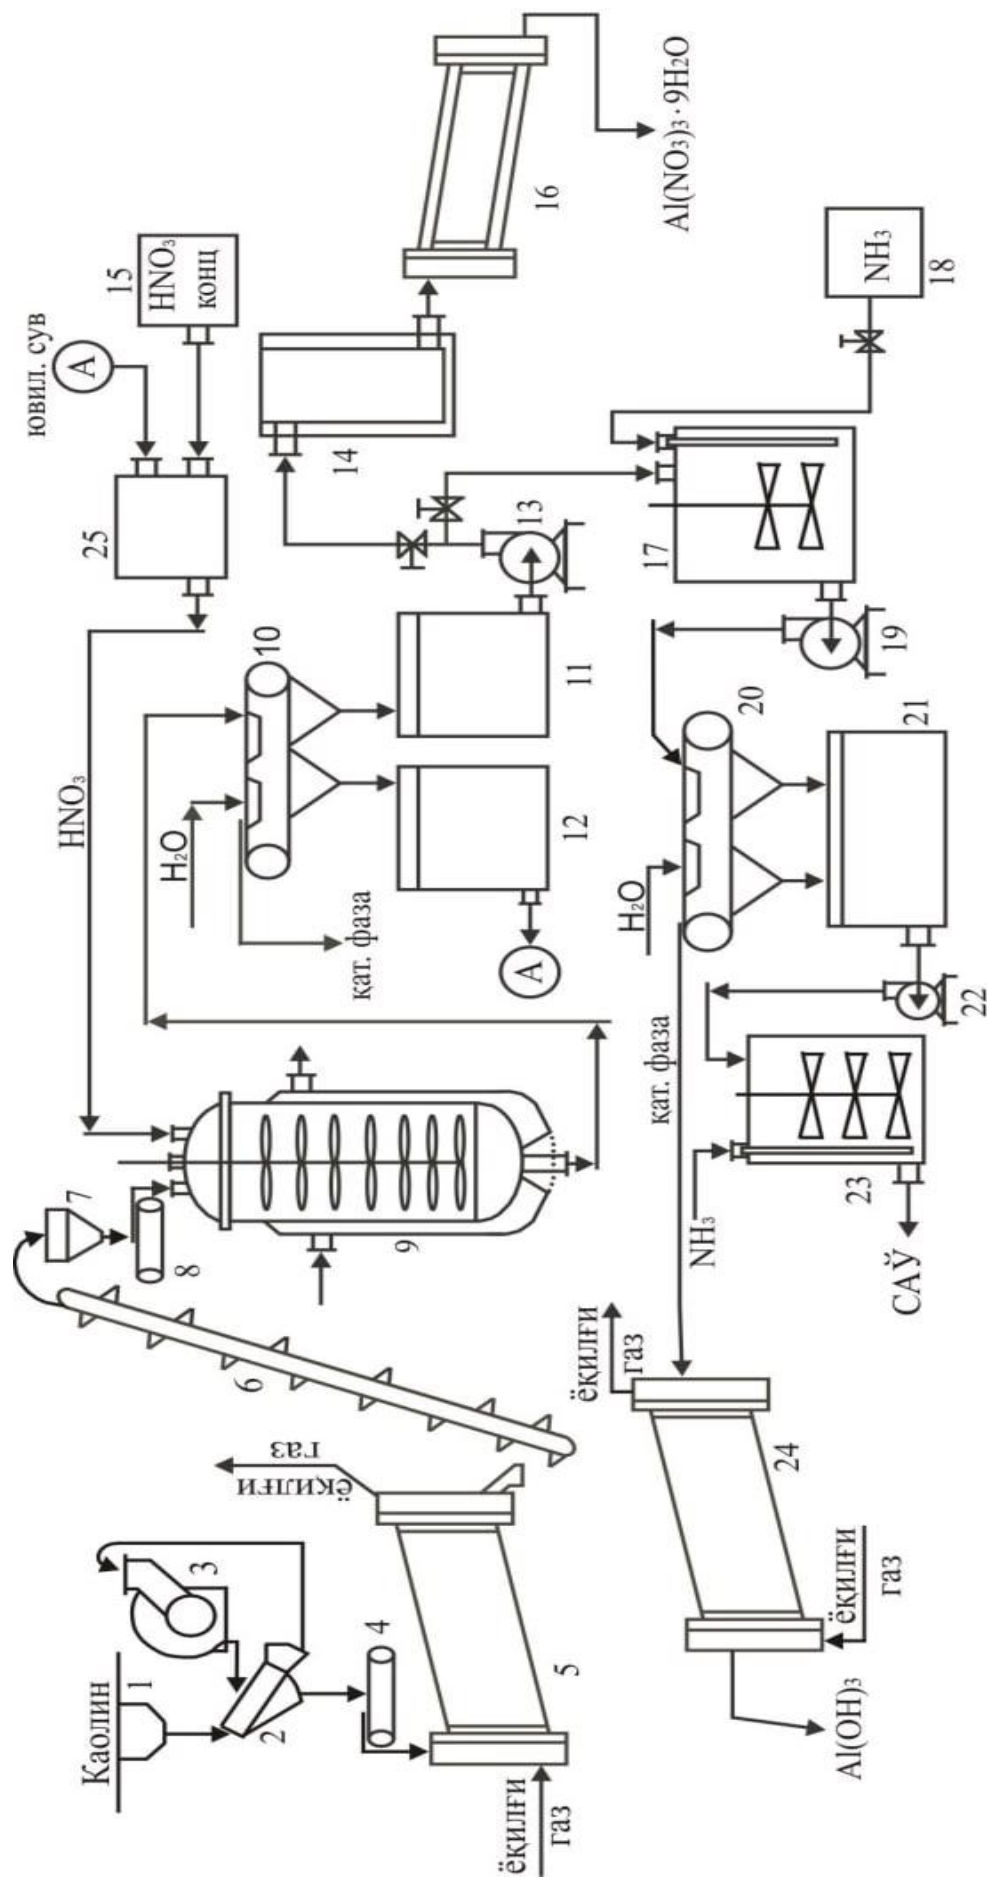 Каолин
1
2
3
4
ёқилғи
газ
5
ёқилғи
газ
6
7
8
9
HNO₃
25
ювил. сув
А
15
HNO₃
конц
H₂O
10
қат. фаза
11
12
А
13
14
16
Al(NO₃)₃ · 9H₂O
17
NH₃
18
19
20
H₂O
қат. фаза
21
22
NH₃
23
САЎ
ёқилғи
газ
24
ёқилғи
газ
Al(OH)₃